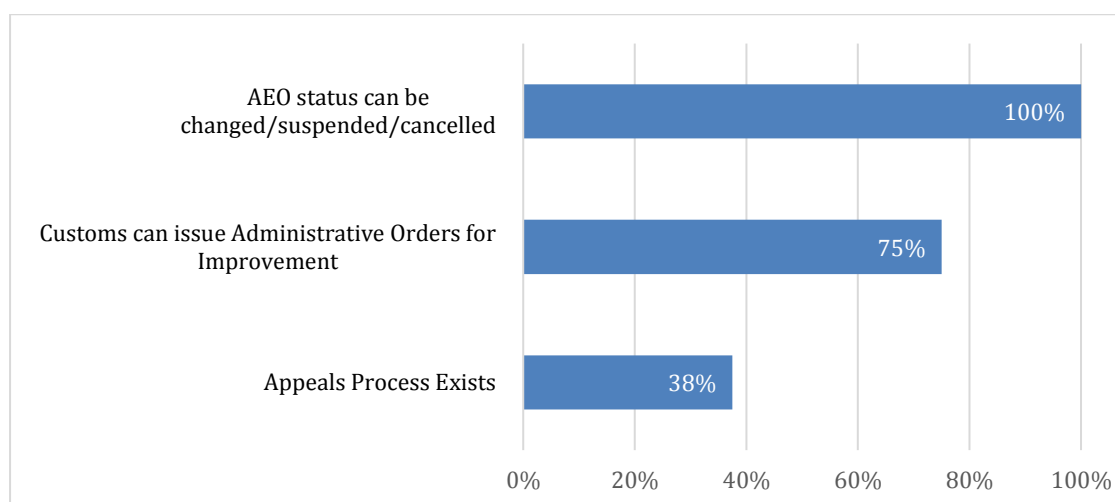 AEO status can be
changed/suspended/cancelled
100%
Customs can issue Administrative Orders for
Improvement
75%
Appeals Process Exists
38%
0% 20% 40% 60% 80% 100%